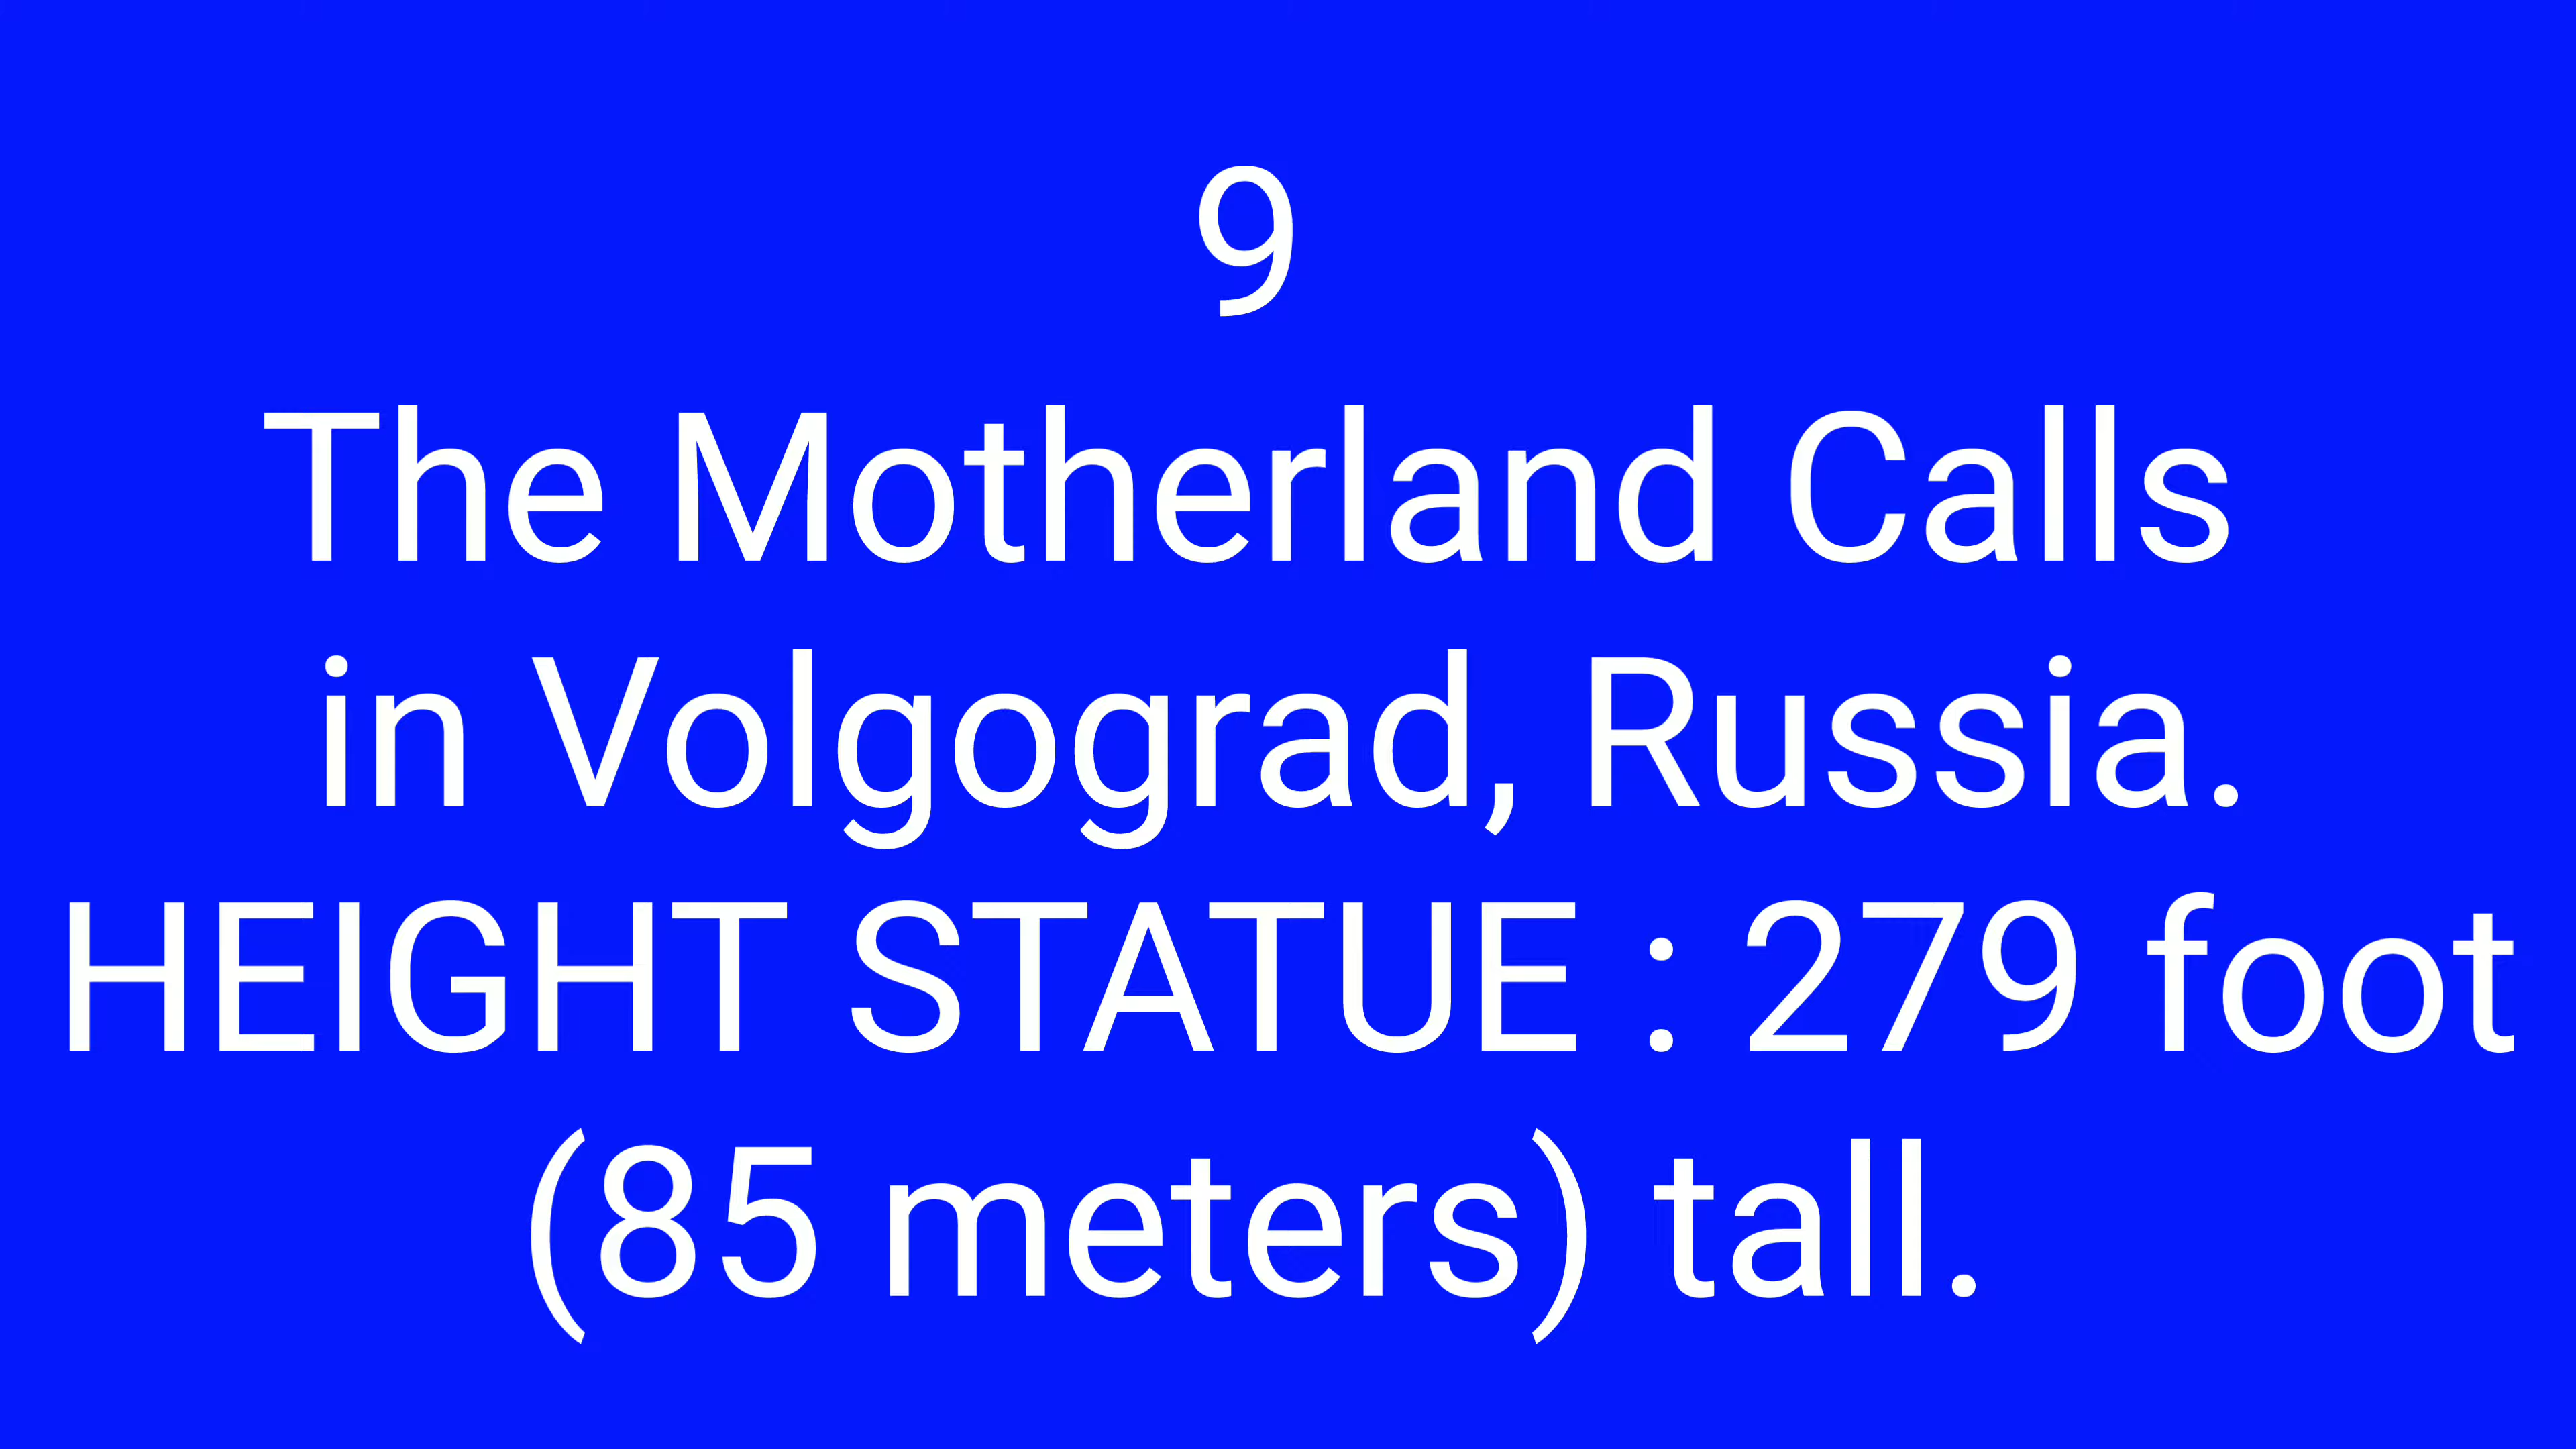 9
The Motherland Calls
in Volgograd, Russia.
HEIGHT STATUE : 279 foot
(85 meters) tall.